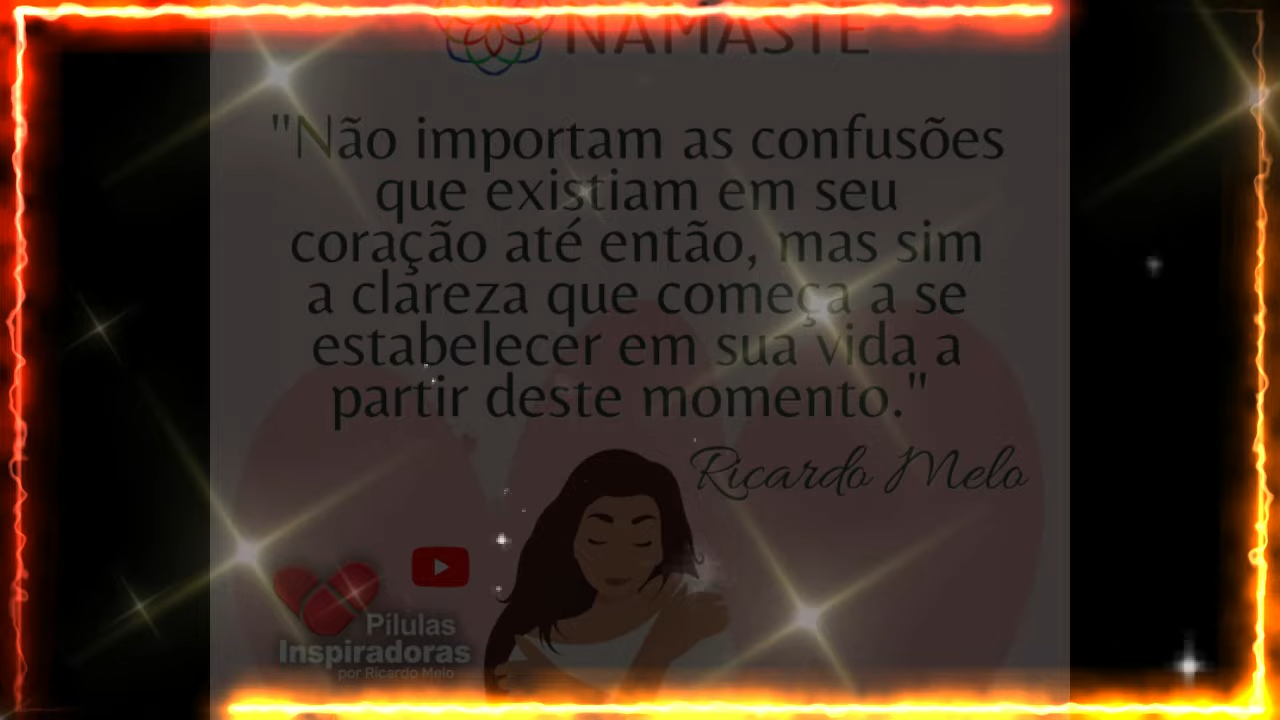 NAMASTE
"Não importam as confusões
que existiam em seu
coração até então, mas sim
a clareza que começa a se
estabelecer em sua vida a
partir deste momento."
Ricardo Melo
Pílulas
Inspiradoras
por Ricardo Melo